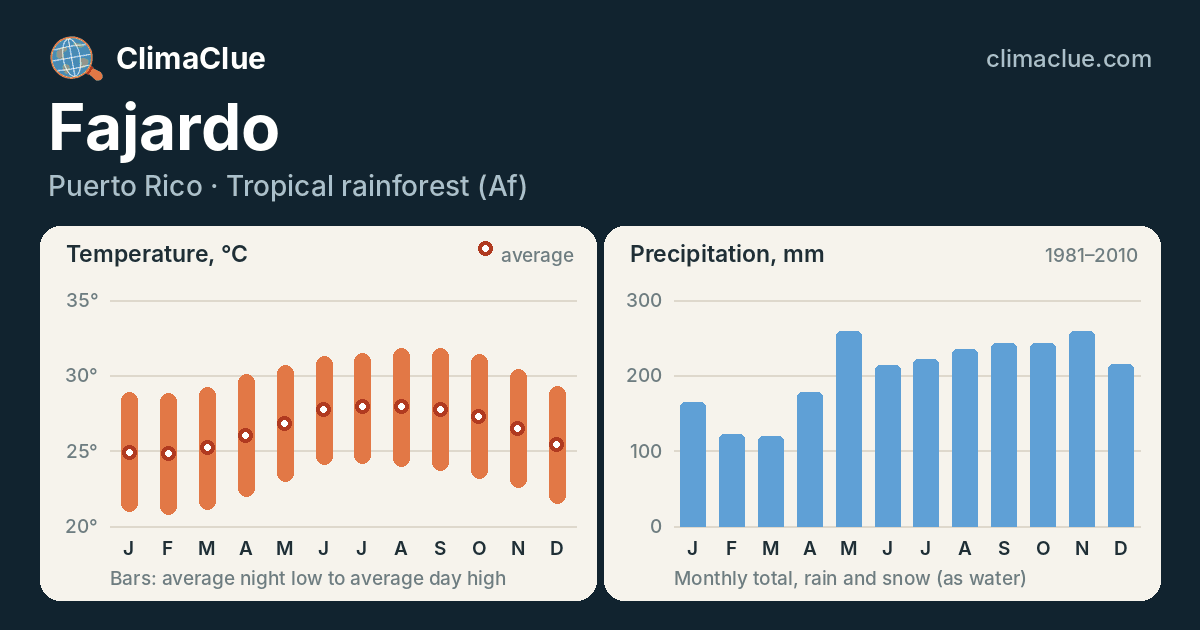 ClimaClue
climaclue.com
Fajardo
Puerto Rico · Tropical rainforest (Af)
Temperature, °C
average
35°
30°
25°
20°
J F M A M J J A S O N D
Bars: average night low to average day high
Precipitation, mm
1981–2010
300
200
100
0
J F M A M J J A S O N D
Monthly total, rain and snow (as water)